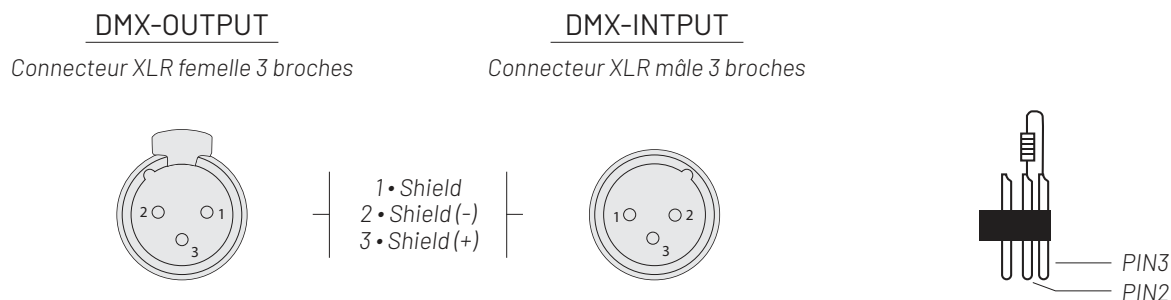 DMX-OUTPUT
Connecteur XLR femelle 3 broches
2
1
3
1 • Shield
2 • Shield (-)
3 • Shield (+)
DMX-INTPUT
Connecteur XLR mâle 3 broches
1
2
3
PIN3
PIN2